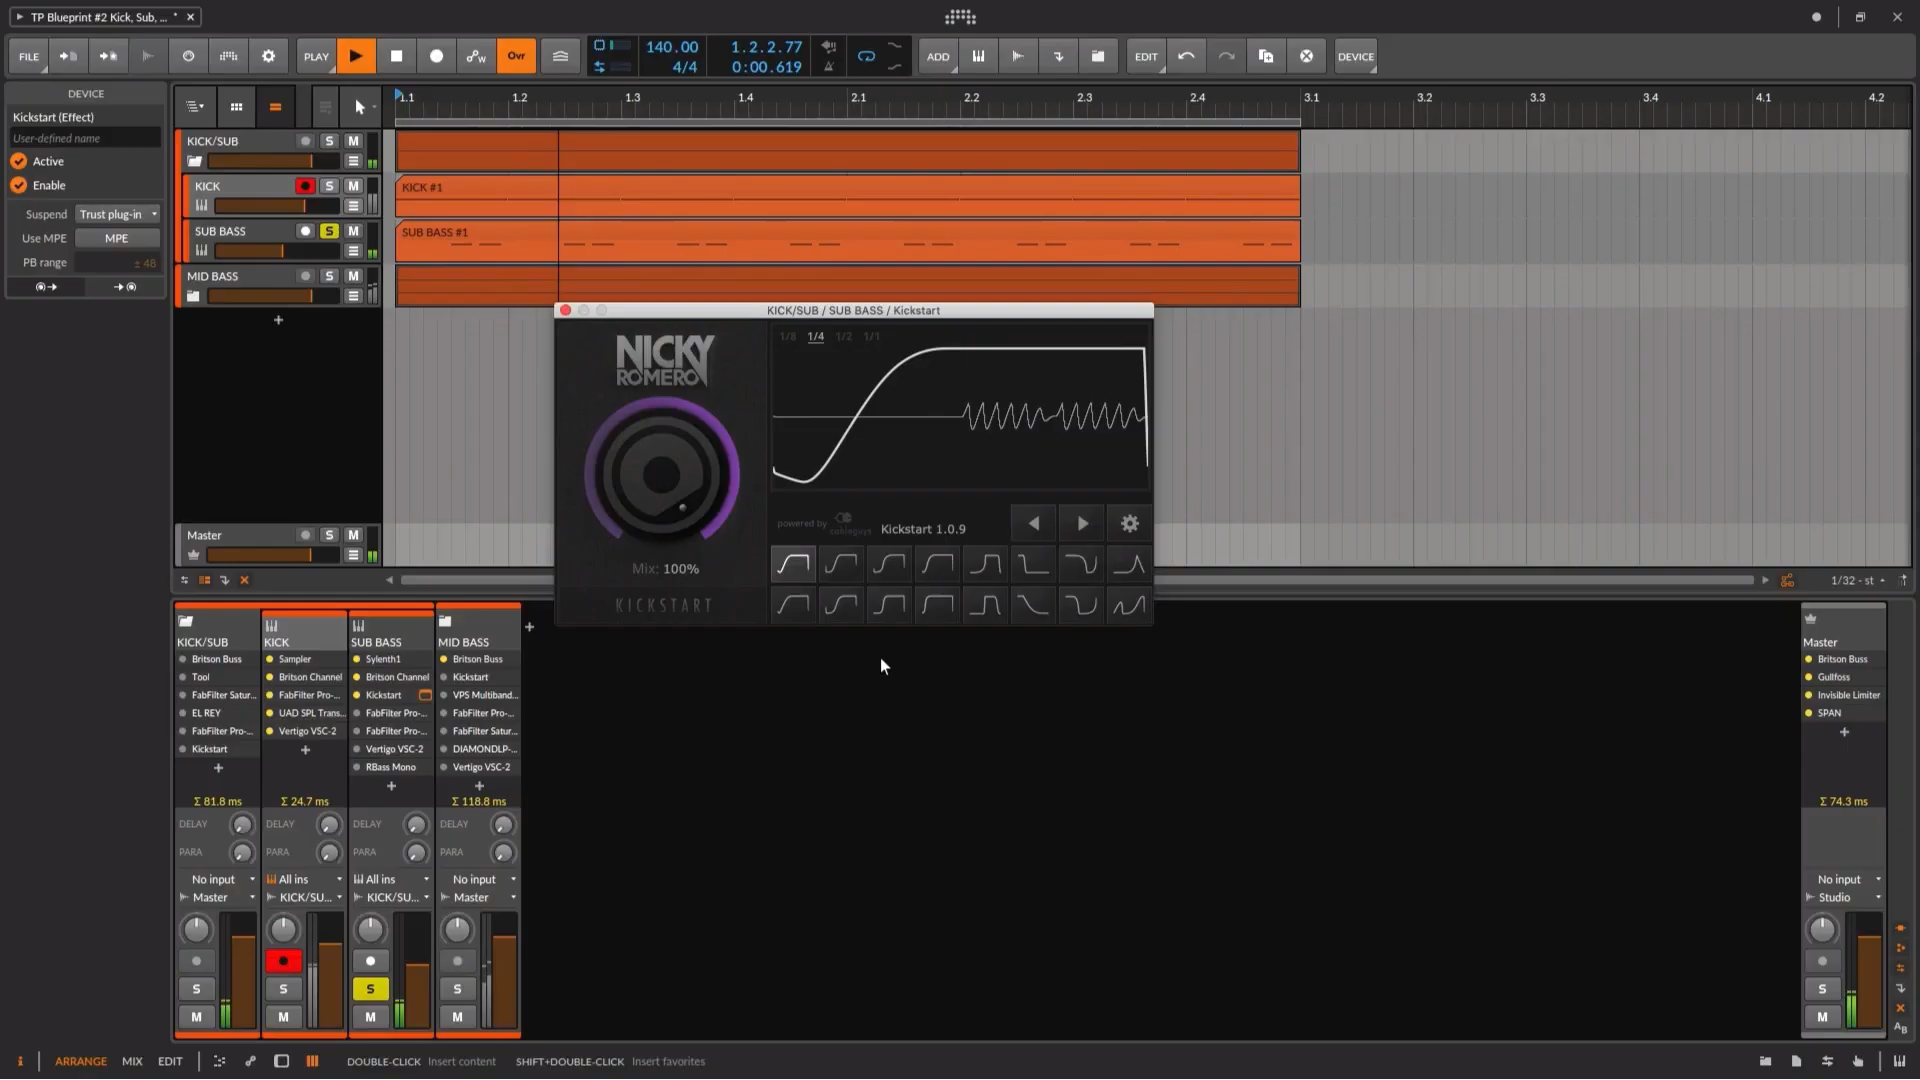 TP Blueprint #2 Kick, Sub, ... *
FILE
PLAY
Ovr
140.00
4/4
1.2.2.77
0:00.619
ADD
EDIT
DEVICE
DEVICE
Kickstart (Effect)
User-defined name
Active
Enable
Suspend Trust plug-in
Use MPE MPE
PB range ± 48
1.1 1.2 1.3 1.4 2.1 2.2 2.3 2.4 3.1 3.2 3.3 3.4 4.1 4.2
KICK/SUB S M
KICK S M
KICK #1
SUB BASS S M
SUB BASS #1
MID BASS S M
Master S M
1/32 - st
KICK/SUB / SUB BASS / Kickstart
NICKY
ROMERO
1/8 1/4 1/2 1/1
powered by cableguys
Kickstart 1.0.9
Mix: 100%
KICKSTART
KICK/SUB
Britson Buss
Tool
FabFilter Satur...
EL REY
FabFilter Pro-...
Kickstart
Σ 81.8 ms
DELAY
PARA
No input
Master
S
M
KICK
Sampler
Britson Channel
FabFilter Pro-...
UAD SPL Trans...
Vertigo VSC-2
Σ 24.7 ms
DELAY
PARA
All ins
KICK/SU...
S
M
SUB BASS
Sylenth1
Britson Channel
Kickstart
FabFilter Pro-...
FabFilter Pro-...
Vertigo VSC-2
RBass Mono
DELAY
PARA
All ins
KICK/SU...
S
M
MID BASS
Britson Buss
Kickstart
VPS Multiband...
FabFilter Pro-...
FabFilter Satur...
DIAMONDLP-...
Vertigo VSC-2
Σ 118.8 ms
DELAY
PARA
No input
Master
S
M
Master
Britson Buss
Gullfoss
Invisible Limiter
SPAN
Σ 74.3 ms
No input
Studio
S
M
AB
i ARRANGE MIX EDIT
DOUBLE-CLICK Insert content SHIFT+DOUBLE-CLICK Insert favorites